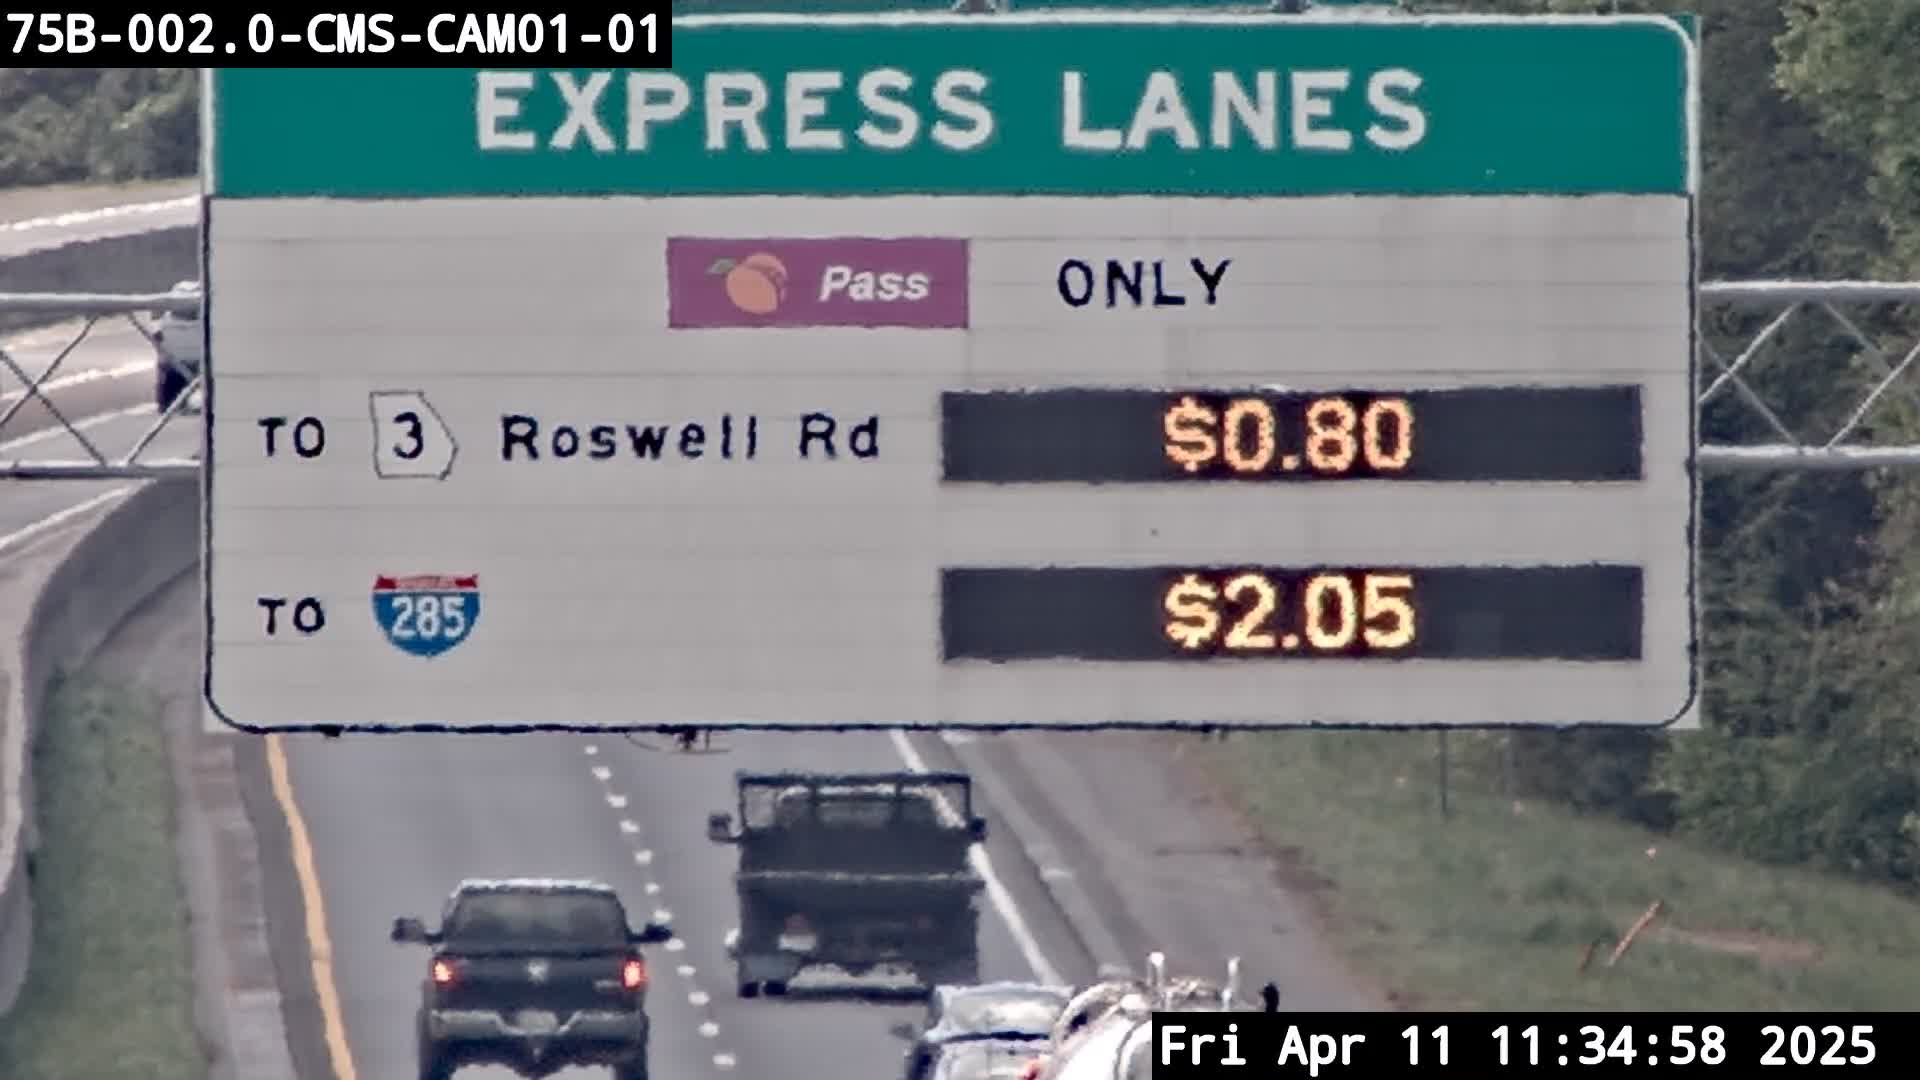 75B-002.0-CMS-CAM01-01
EXPRESS LANES
Pass ONLY
TO 3 Roswell Rd $0.80
TO 285 $2.05
Fri Apr 11 11:34:58 2025